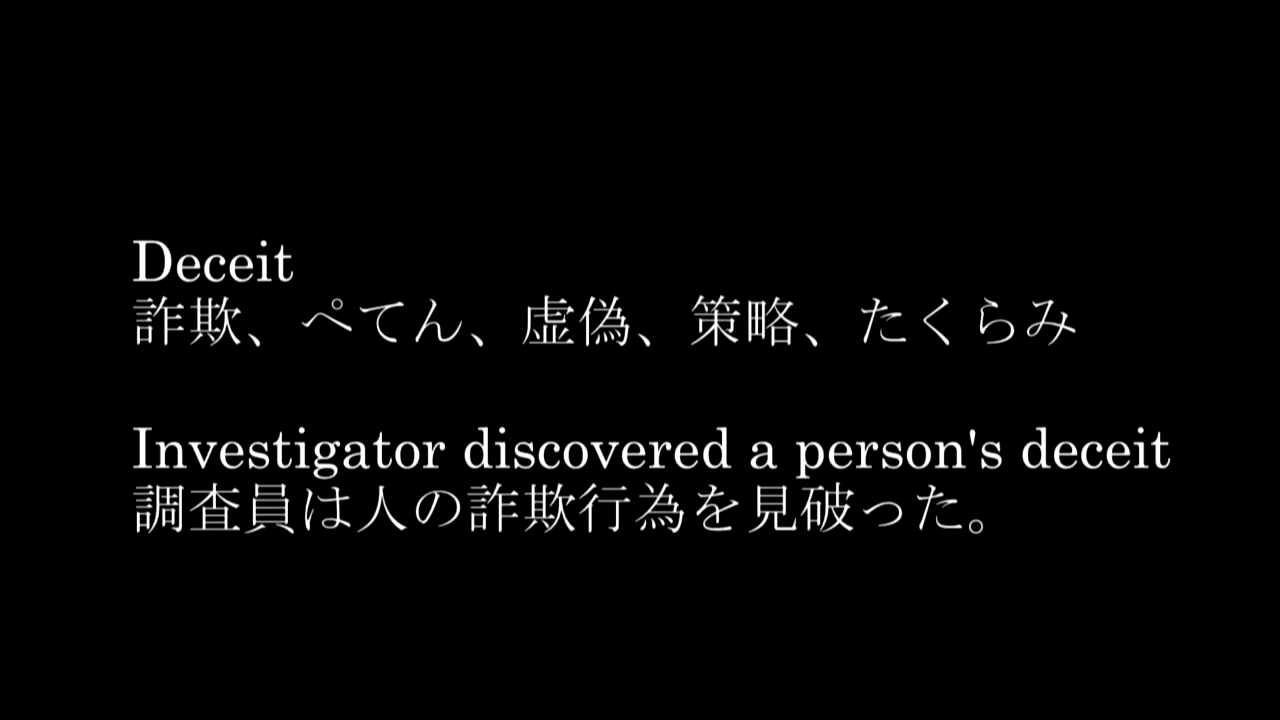 Deceit
詐欺、ぺてん、虚偽、策略、たくらみ
Investigator discovered a person's deceit
調査員は人の詐欺行為を見破った。